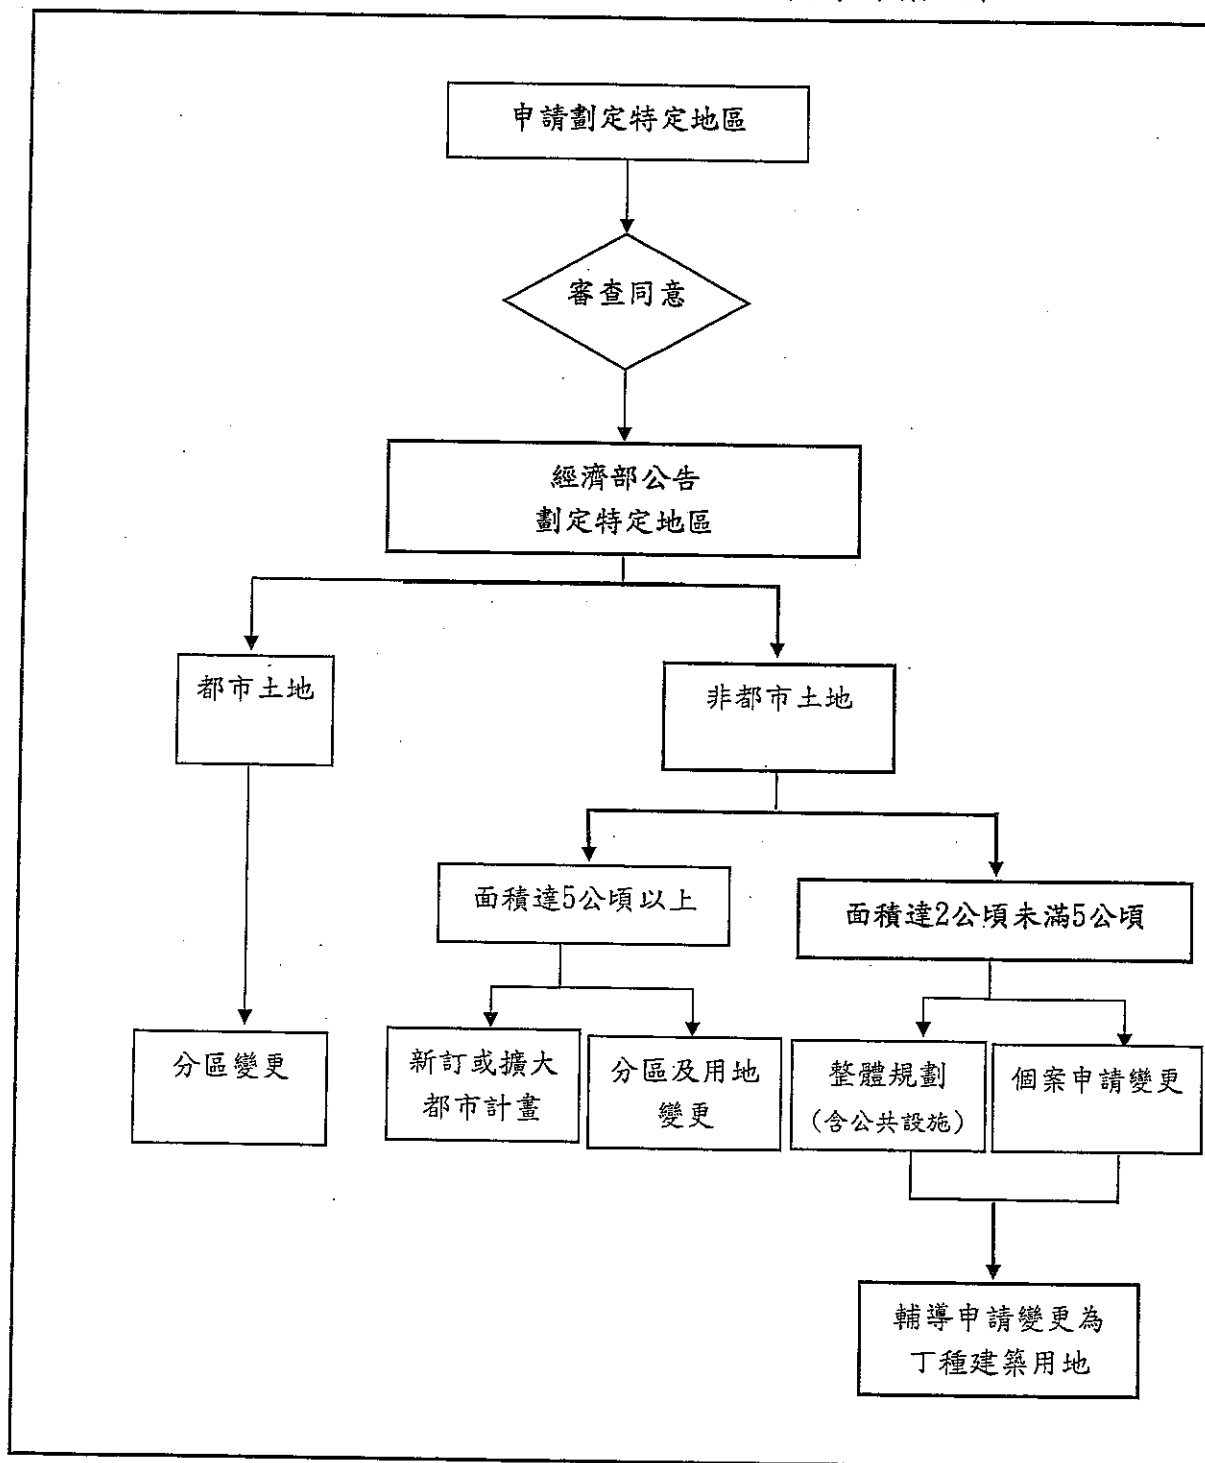 申請劃定特定地區
審查同意
經濟部公告
劃定特定地區
都市土地
非都市土地
面積達5公頃以上
面積達2公頃未滿5公頃
分區變更
新訂或擴大
都市計畫
分區及用地
變更
整體規劃
(含公共設施)
個案申請變更
輔導申請變更為
丁種建築用地